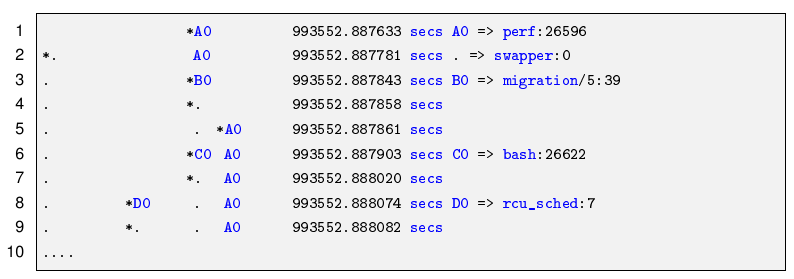 1 *A0 993552.887633 secs A0 => perf:26596
2 *. A0 993552.887781 secs . => swapper:0
3 . *B0 993552.887843 secs B0 => migration/5:39
4 . *. 993552.887858 secs
5 . . *A0 993552.887861 secs
6 . *C0 A0 993552.887903 secs C0 => bash:26622
7 . *. A0 993552.888020 secs
8 . *D0 . A0 993552.888074 secs D0 => rcu_sched:7
9 . *. . A0 993552.888082 secs
10 ....